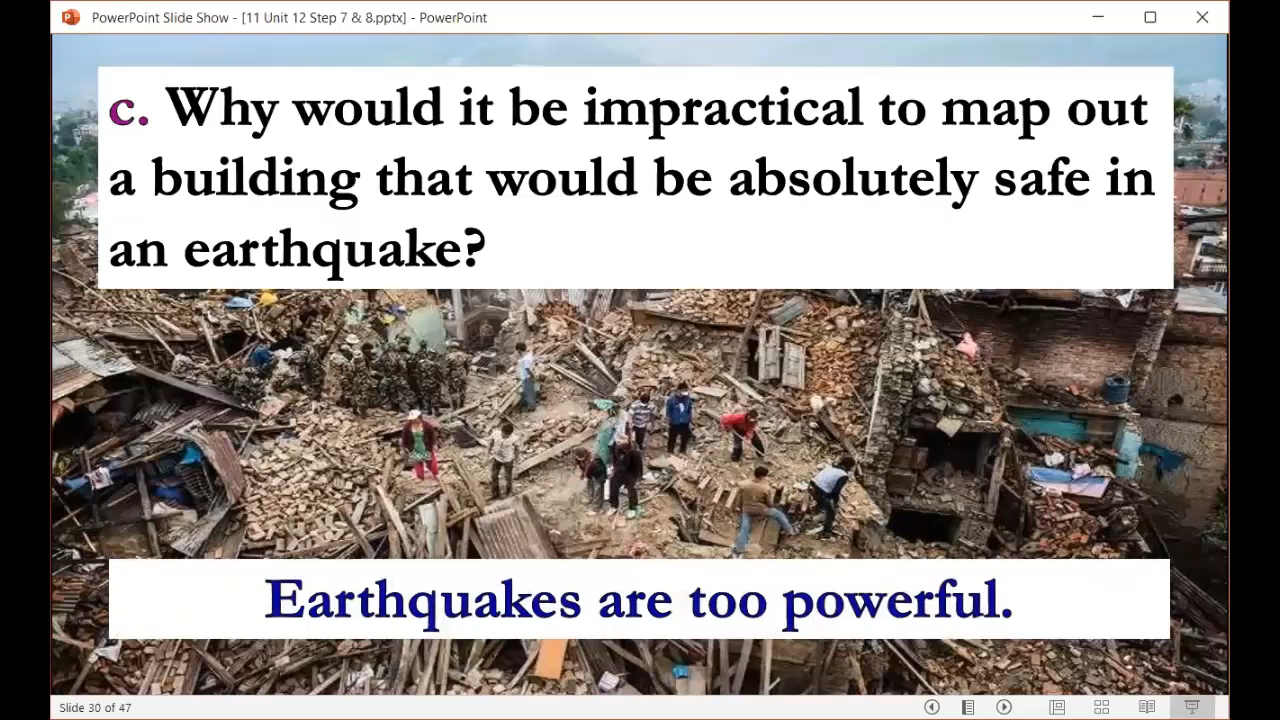 PowerPoint Slide Show - [11 Unit 12 Step 7 & 8.pptx] - PowerPoint
c. Why would it be impractical to map out
a building that would be absolutely safe in
an earthquake?
Earthquakes are too powerful.
Slide 30 of 47